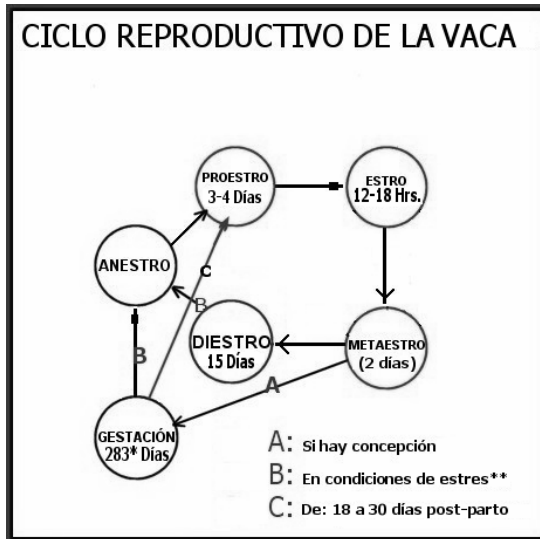 CICLO REPRODUCTIVO DE LA VACA
PROESTRO
3-4 Días
ESTRO
12-18 Hrs.
ANESTRO
C
B
DIESTRO
15 Días
METAESTRO
(2 días)
B
A
GESTACIÓN
283* Días
A: Si hay concepción
B: En condiciones de estres**
C: De: 18 a 30 días post-parto